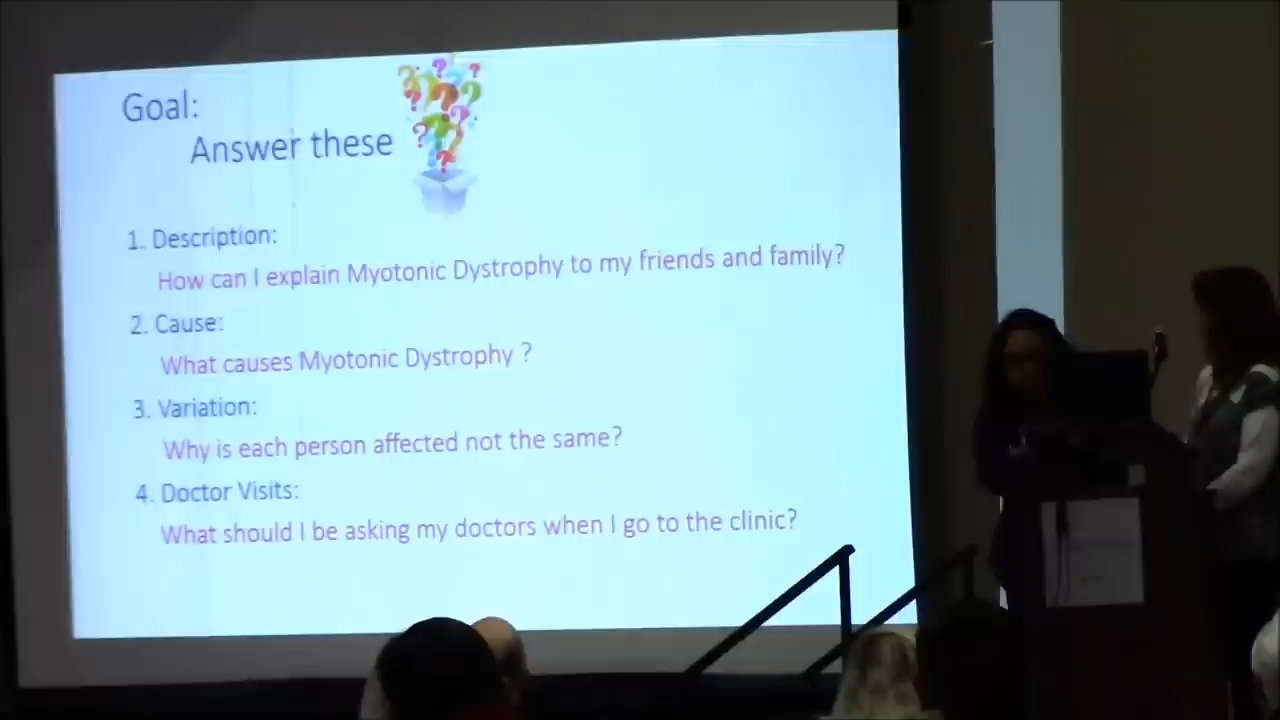 Goal:
Answer these
1. Description:
How can I explain Myotonic Dystrophy to my friends and family?
2. Cause:
What causes Myotonic Dystrophy ?
3. Variation:
Why is each person affected not the same?
4. Doctor Visits:
What should I be asking my doctors when I go to the clinic?